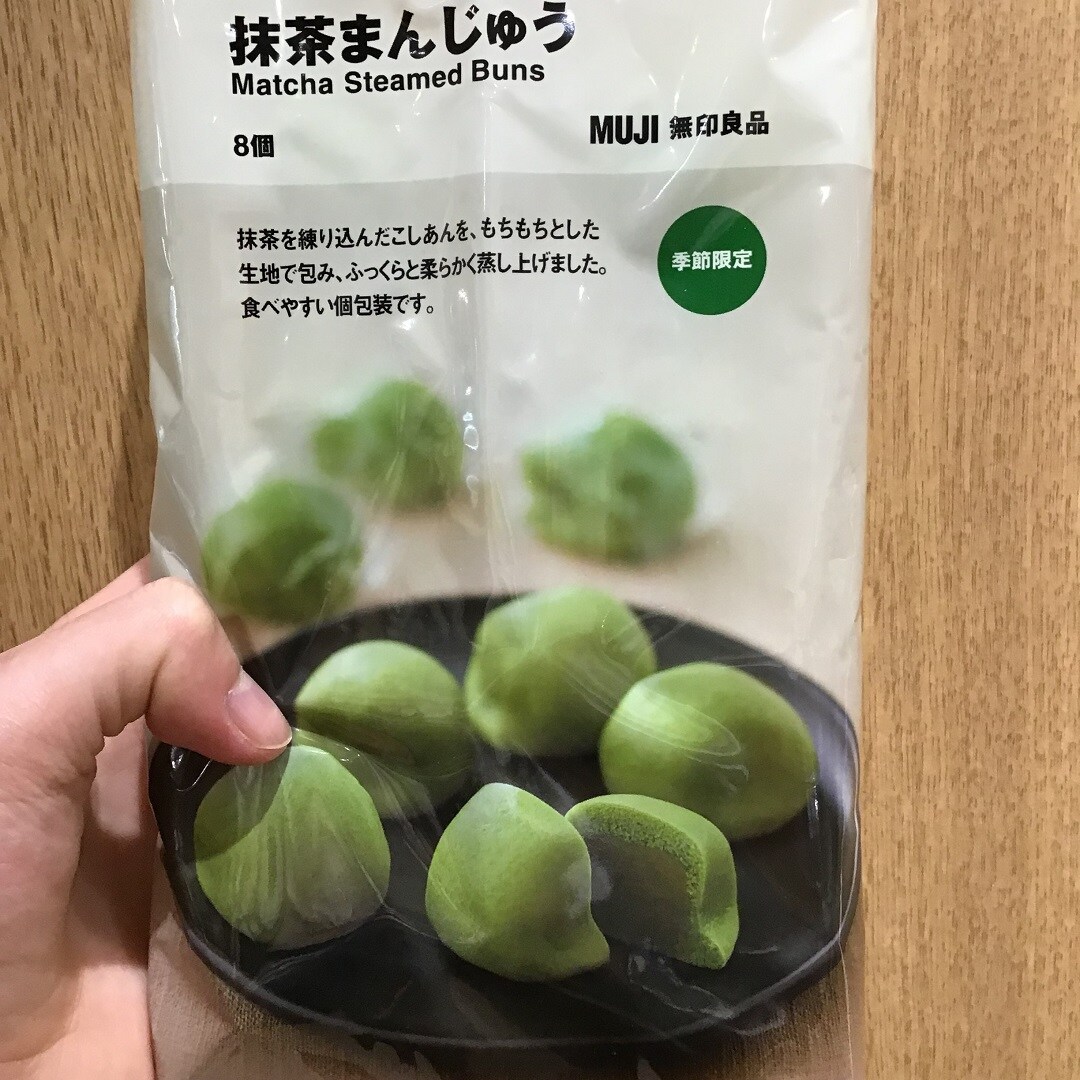 抹茶まんじゅう
Matcha Steamed Buns
8個
MUJI 無印良品
抹茶を練り込んだこしあんを、もちもちとした
生地で包み、ふっくらと柔らかく蒸し上げました。
食べやすい個包装です。
季節限定